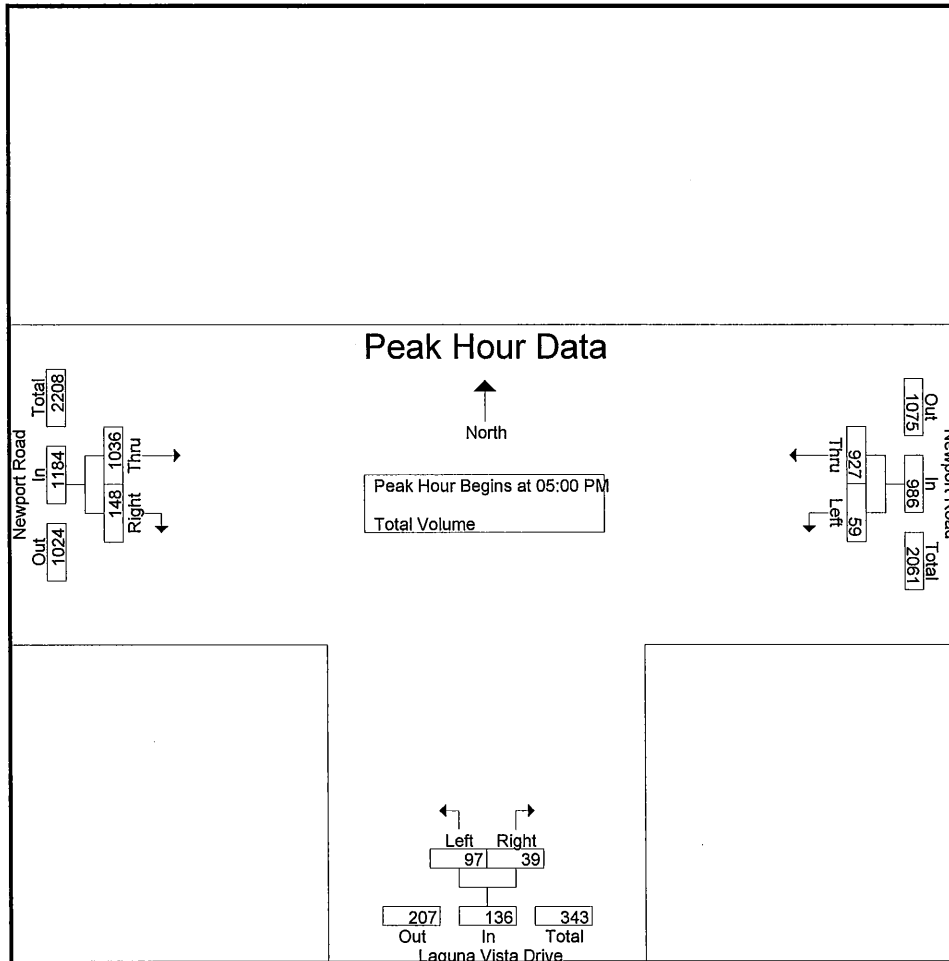 Peak Hour Data
North
Peak Hour Begins at 05:00 PM
Total Volume
Newport Road
Out In Total
1024 1184 2208
1036 148
Thru Right
Newport Road
Out In Total
1075 986 2061
927 59
Thru Left
Left Right
97 39
207 136 343
Out In Total
Laguna Vista Drive